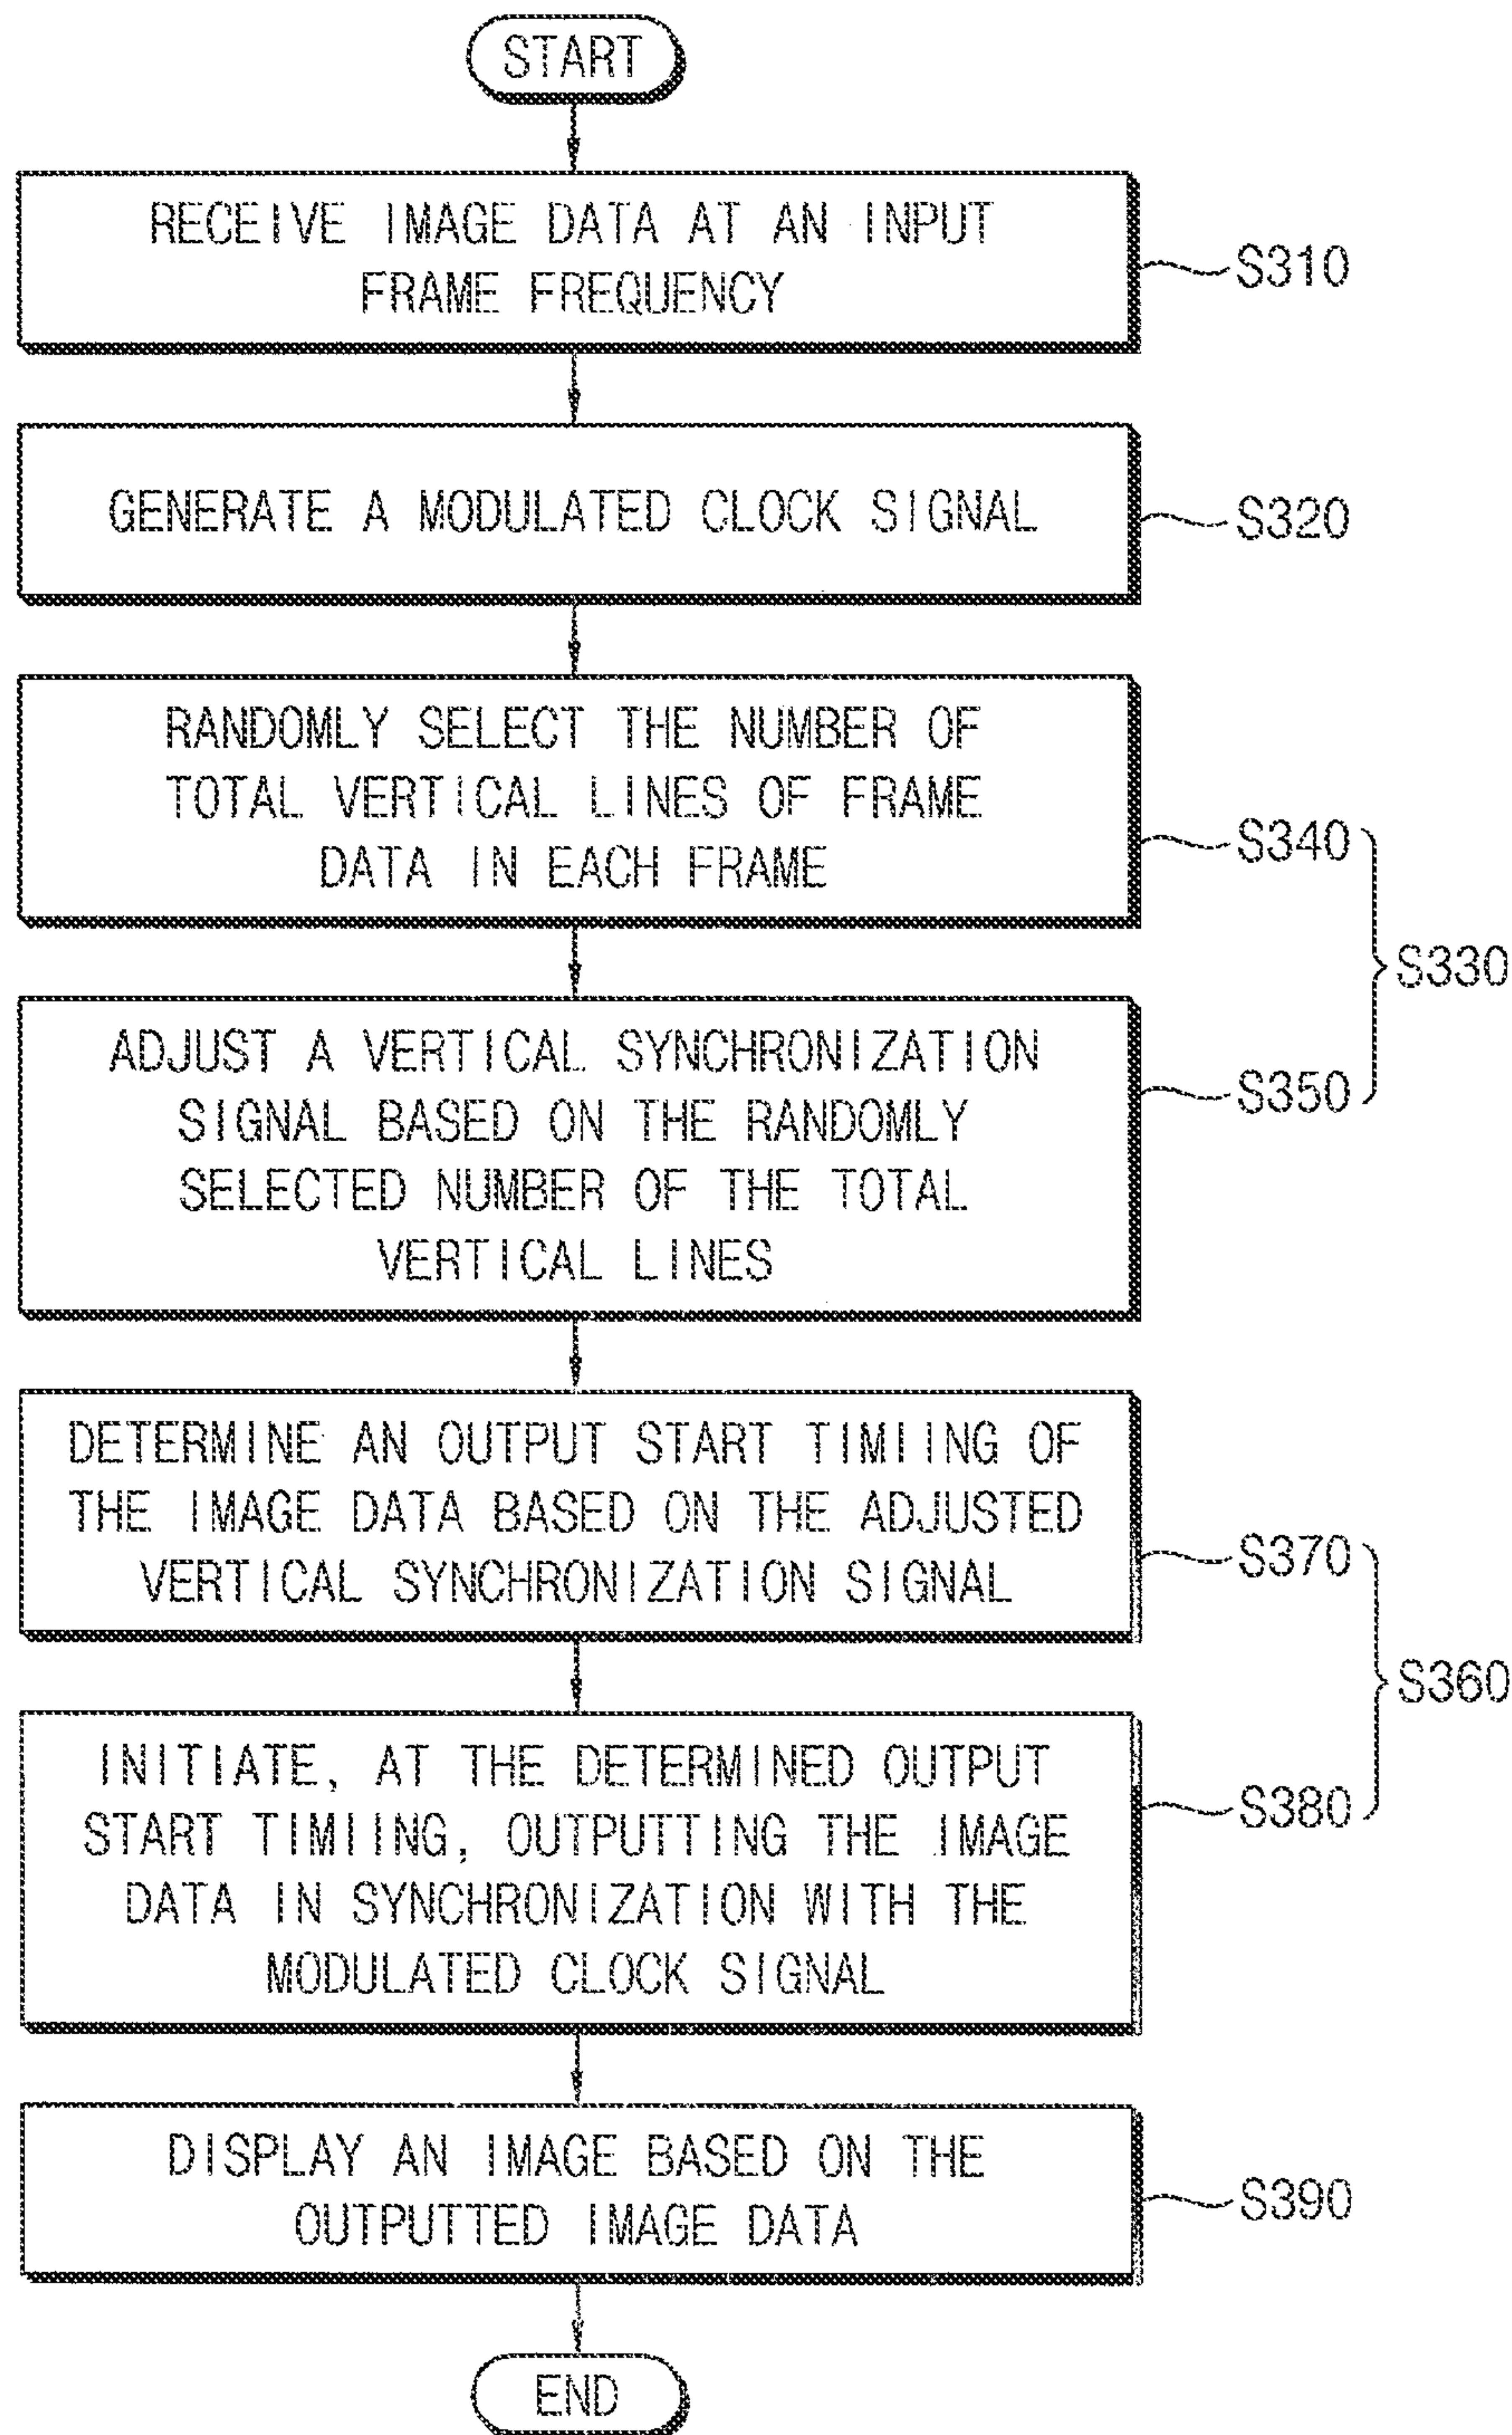 START
RECEIVE IMAGE DATA AT AN INPUT
FRAME FREQUENCY
S310
GENERATE A MODULATED CLOCK SIGNAL
S320
RANDOMLY SELECT THE NUMBER OF
TOTAL VERTICAL LINES OF FRAME
DATA IN EACH FRAME
S340
S330
ADJUST A VERTICAL SYNCHRONIZATION
SIGNAL BASED ON THE RANDOMLY
SELECTED NUMBER OF THE TOTAL
VERTICAL LINES
S350
DETERMINE AN OUTPUT START TIMIING OF
THE IMAGE DATA BASED ON THE ADJUSTED
VERTICAL SYNCHRONIZATION SIGNAL
S370
S360
INITIATE, AT THE DETERMINED OUTPUT
START TIMIING, OUTPUTTING THE IMAGE
DATA IN SYNCHRONIZATION WITH THE
MODULATED CLOCK SIGNAL
S380
DISPLAY AN IMAGE BASED ON THE
OUTPUTTED IMAGE DATA
S390
END